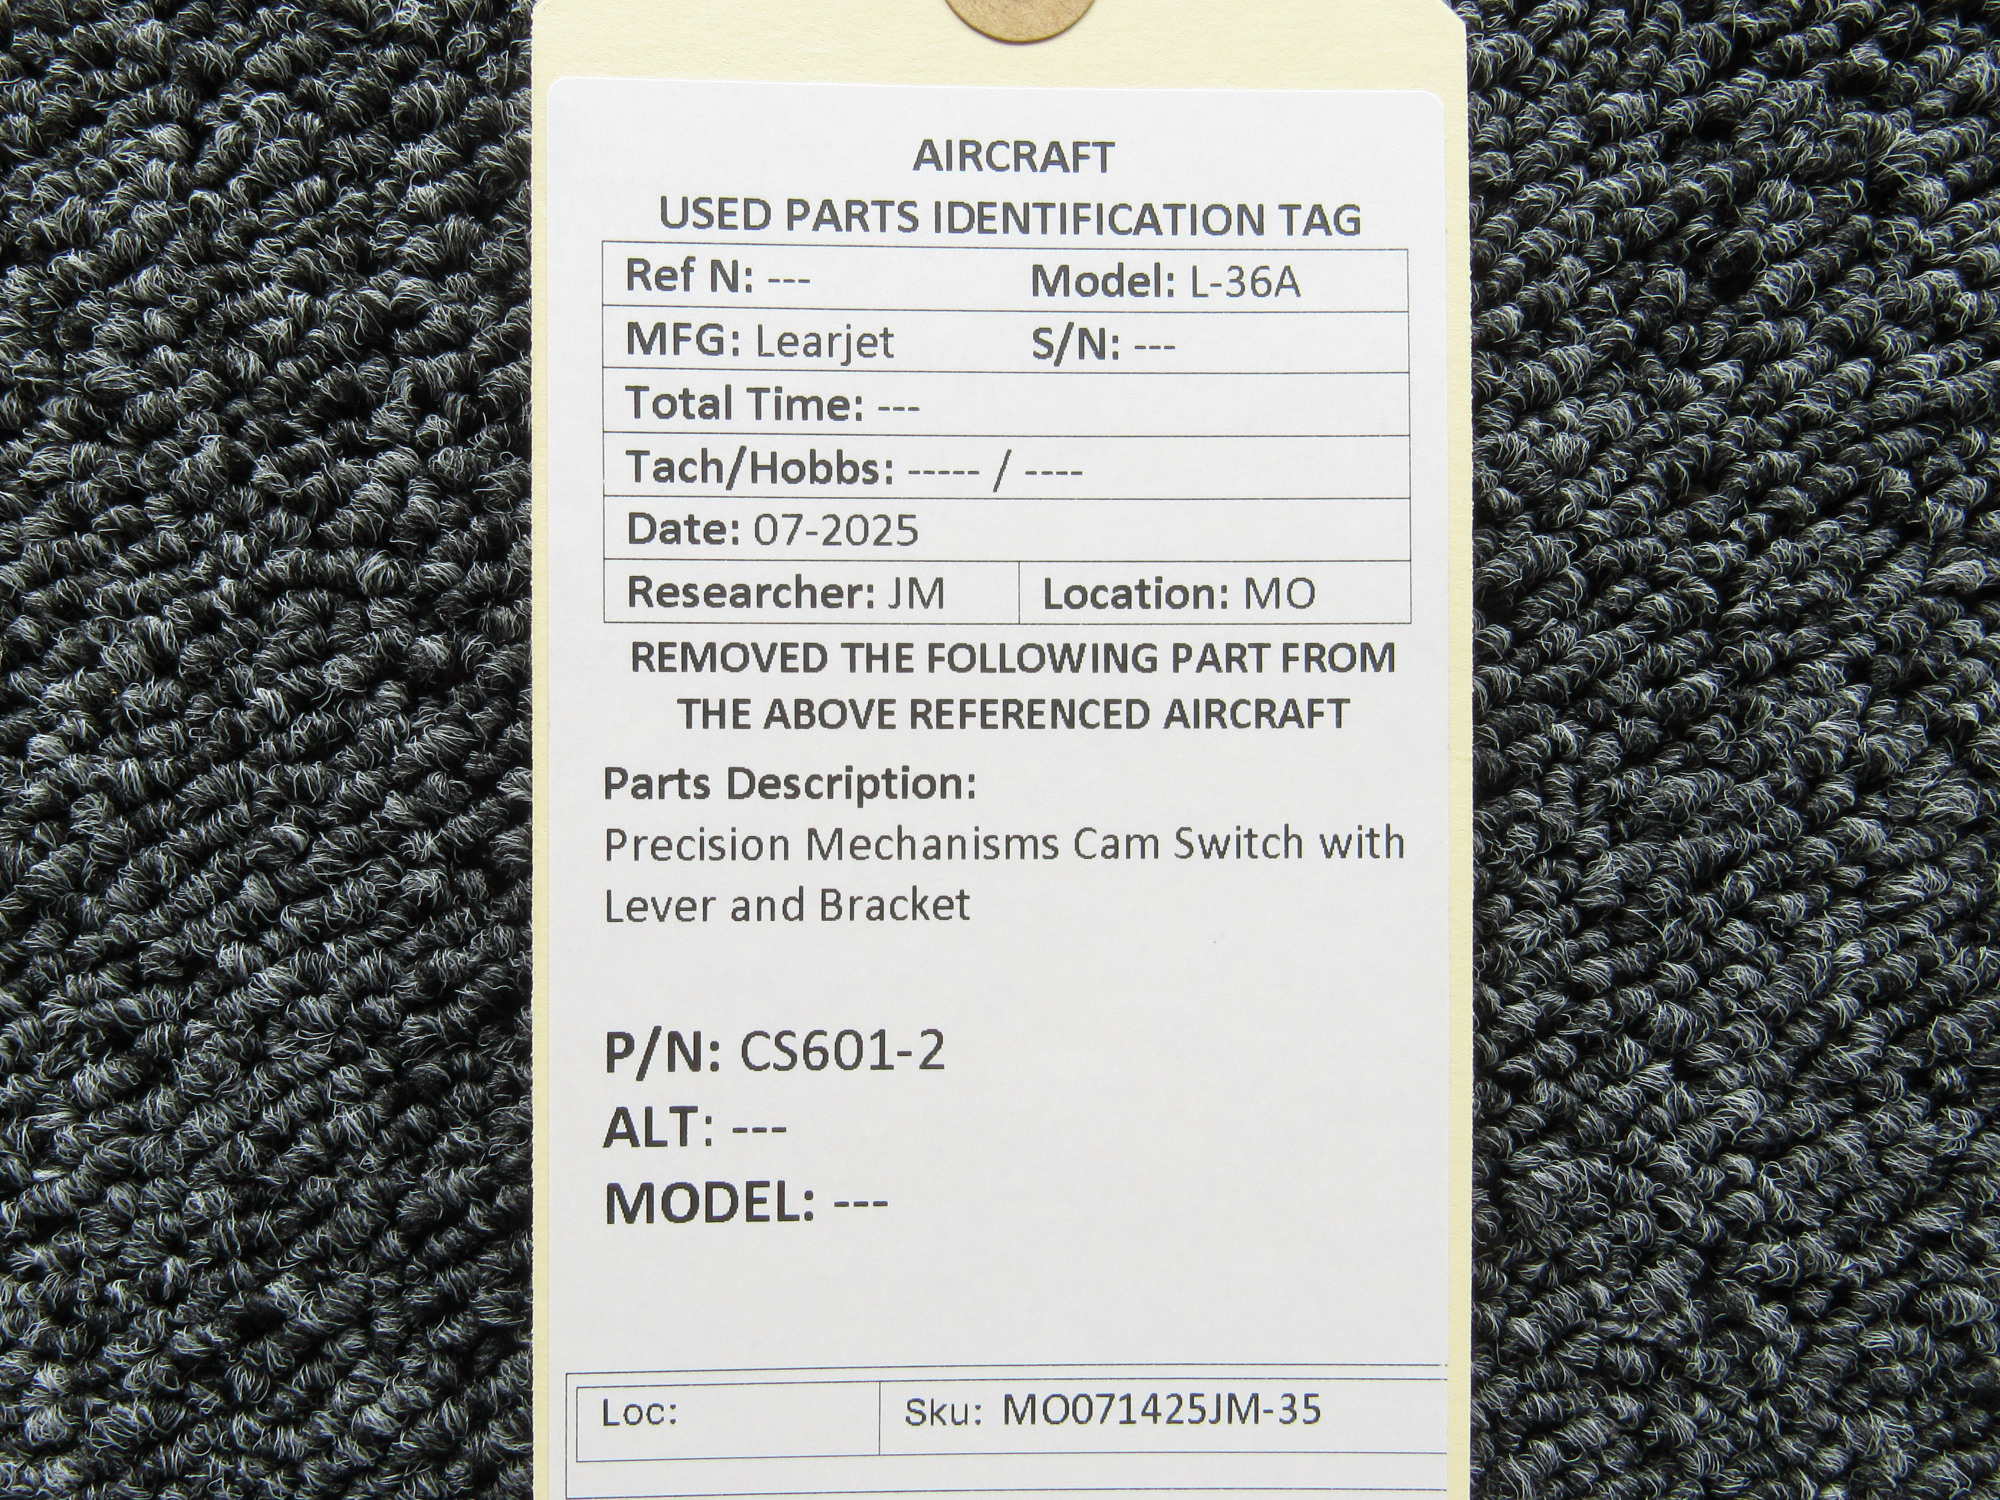 AIRCRAFT
USED PARTS IDENTIFICATION TAG
Ref N: --- Model: L-36A
MFG: Learjet S/N: ---
Total Time: ---
Tach/Hobbs: ----- / ----
Date: 07-2025
Researcher: JM Location: MO
REMOVED THE FOLLOWING PART FROM
THE ABOVE REFERENCED AIRCRAFT
Parts Description:
Precision Mechanisms Cam Switch with
Lever and Bracket
P/N: CS601-2
ALT: ---
MODEL: ---
Loc: Sku: MO071425JM-35